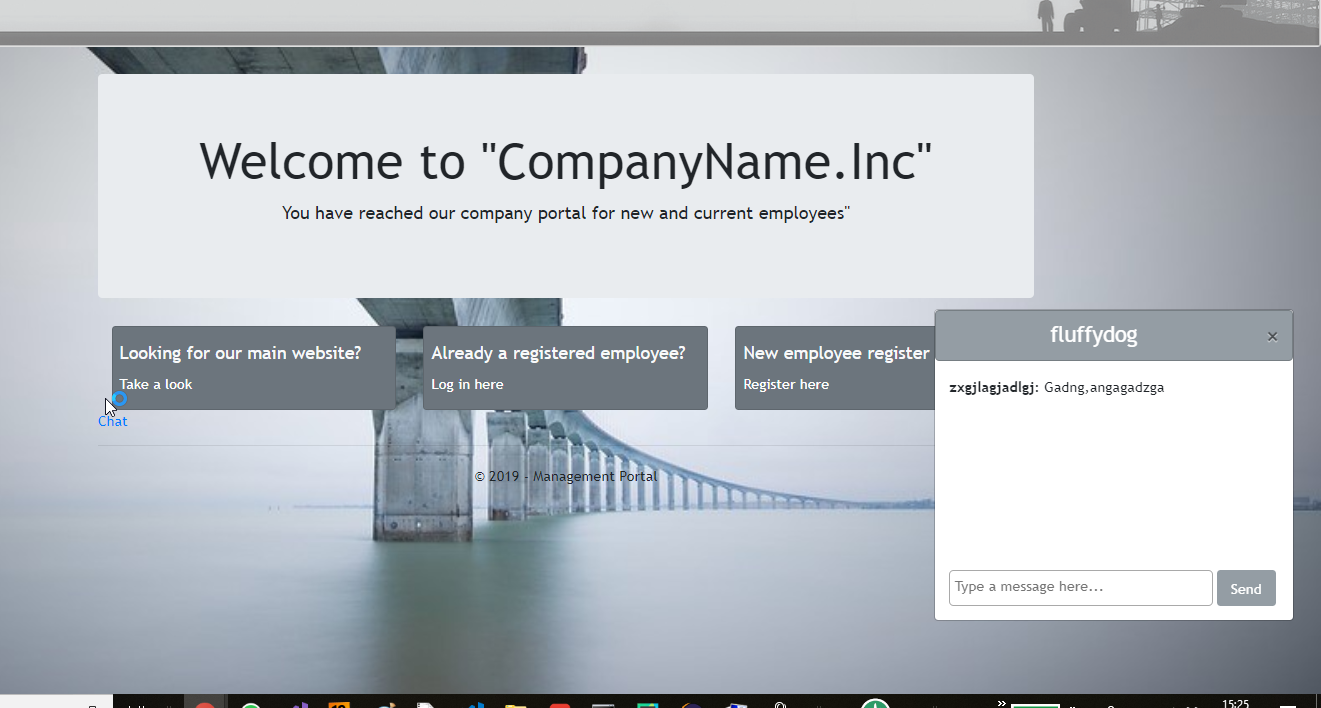 Welcome to "CompanyName.Inc"
You have reached our company portal for new and current employees"
Looking for our main website?
Take a look
Already a registered employee?
Log in here
New employee register
Register here
Chat
© 2019 - Management Portal
fluffydog
×
zxgjlagjadlgj: Gadng,angagadzga
Type a message here...
Send
15:25